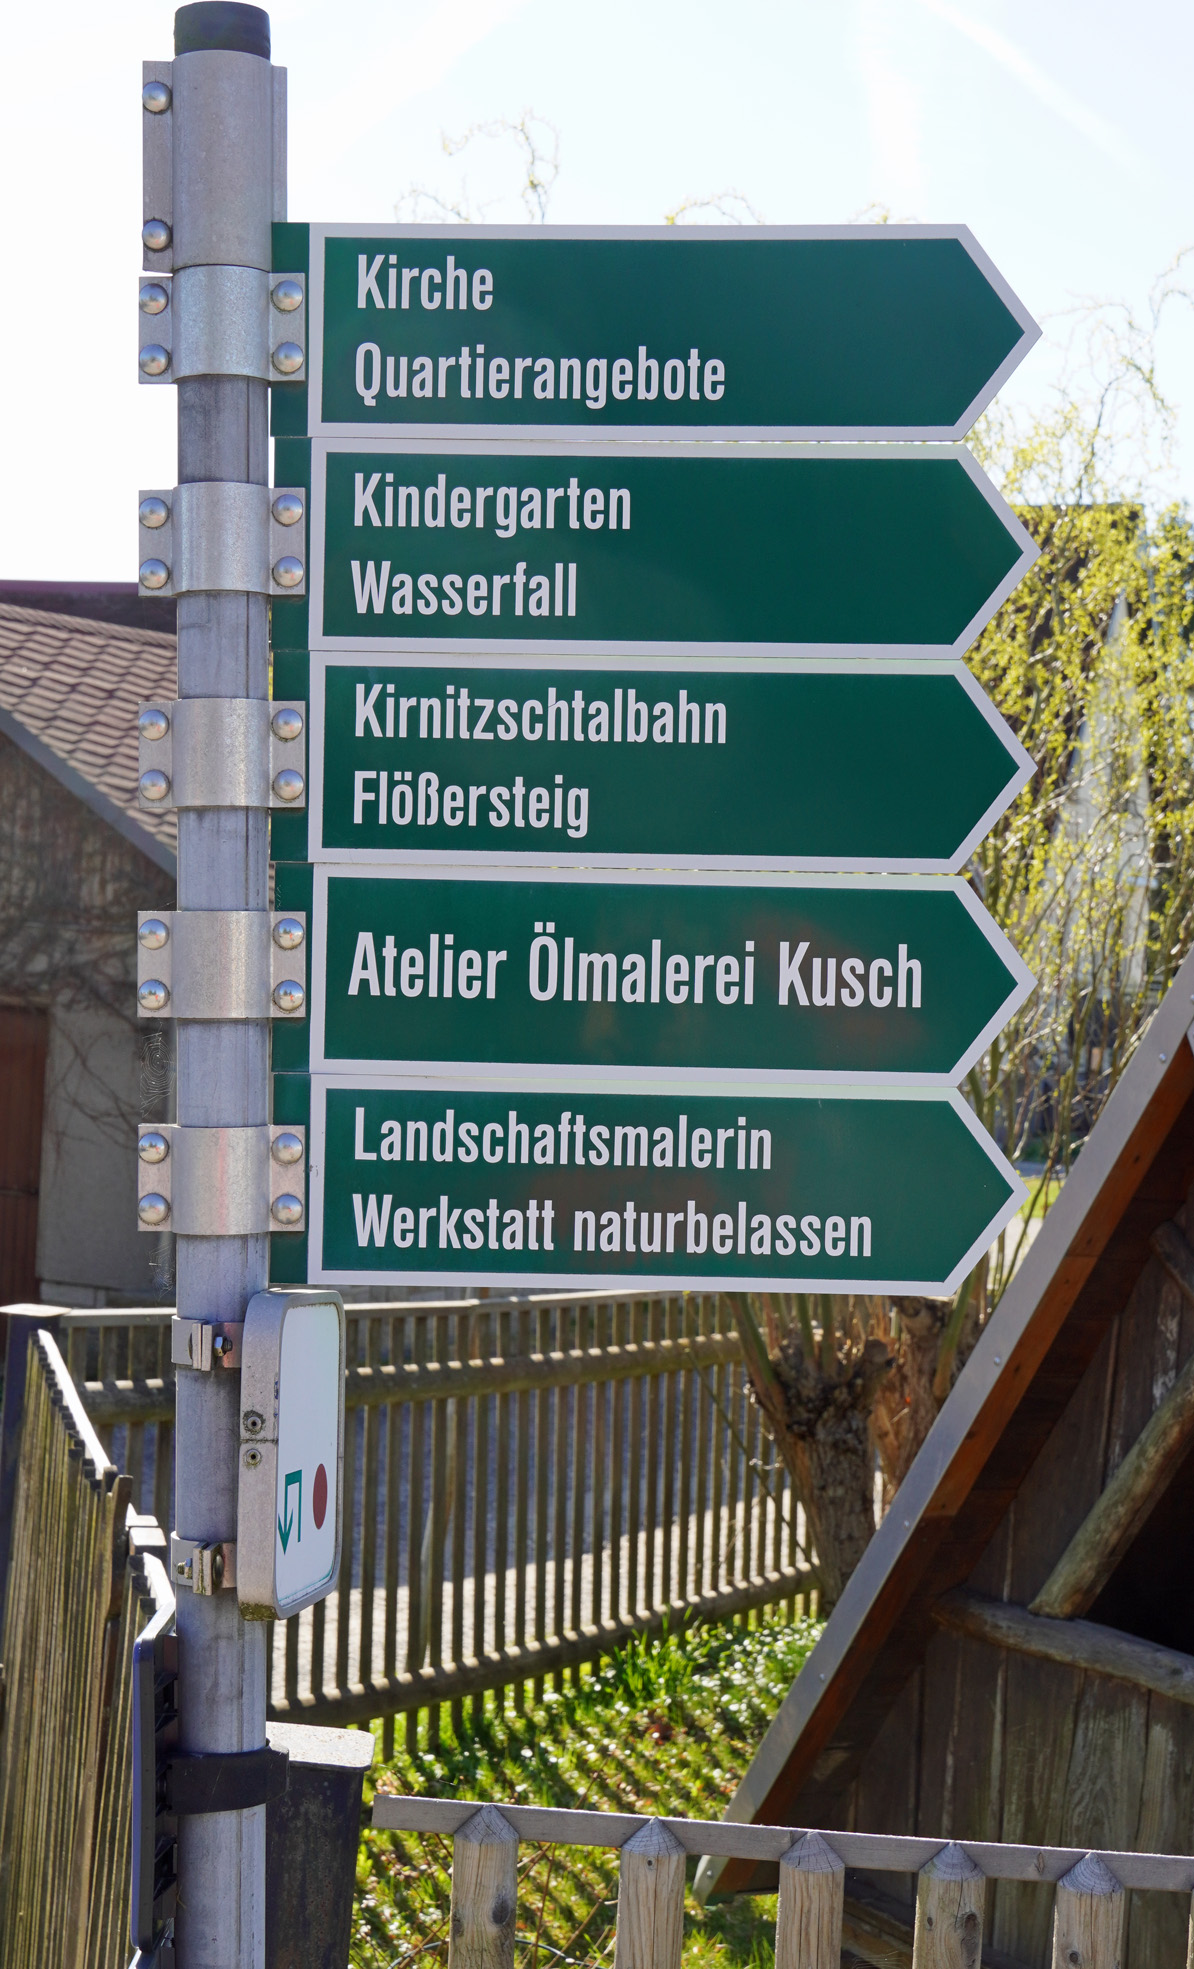 Kirche
Quartierangebote
Kindergarten
Wasserfall
Kirnitzschtalbahn
Flößersteig
Atelier Ölmalerei Kusch
Landschaftsmalerin
Werkstatt naturbelassen